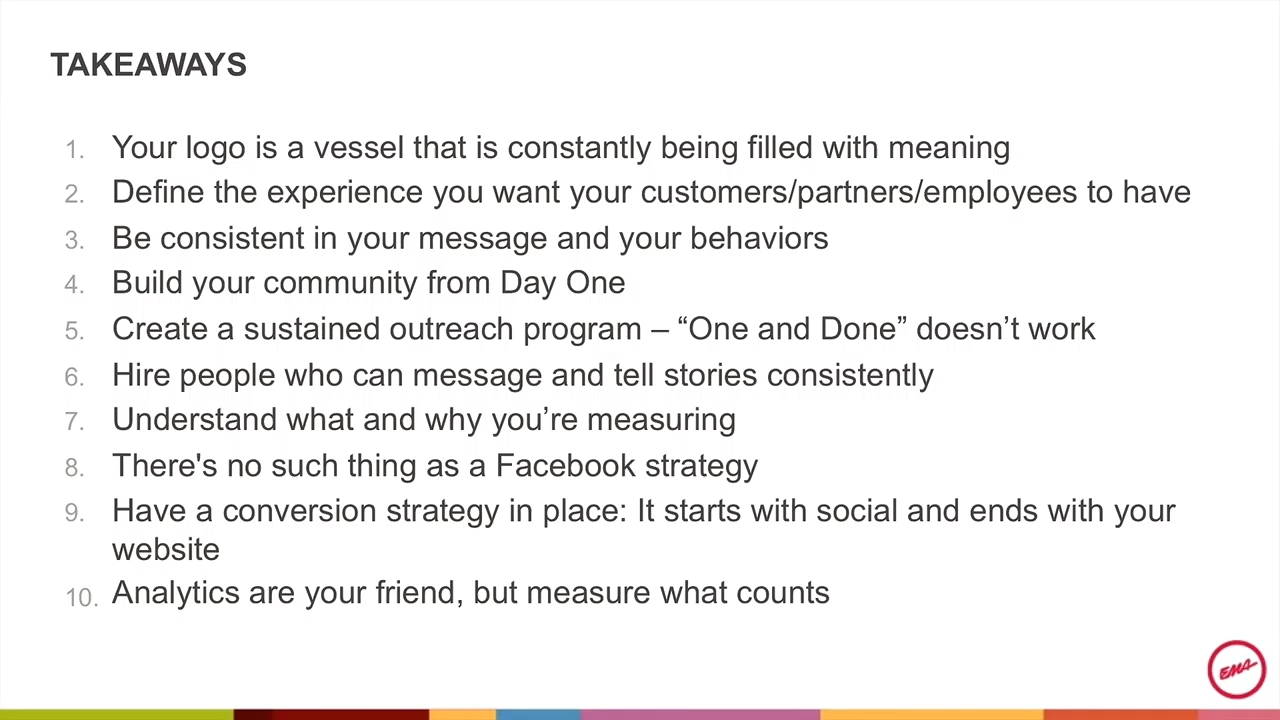 TAKEAWAYS
1. Your logo is a vessel that is constantly being filled with meaning
2. Define the experience you want your customers/partners/employees to have
3. Be consistent in your message and your behaviors
4. Build your community from Day One
5. Create a sustained outreach program – “One and Done” doesn’t work
6. Hire people who can message and tell stories consistently
7. Understand what and why you’re measuring
8. There's no such thing as a Facebook strategy
9. Have a conversion strategy in place: It starts with social and ends with your
website
10. Analytics are your friend, but measure what counts
EMA